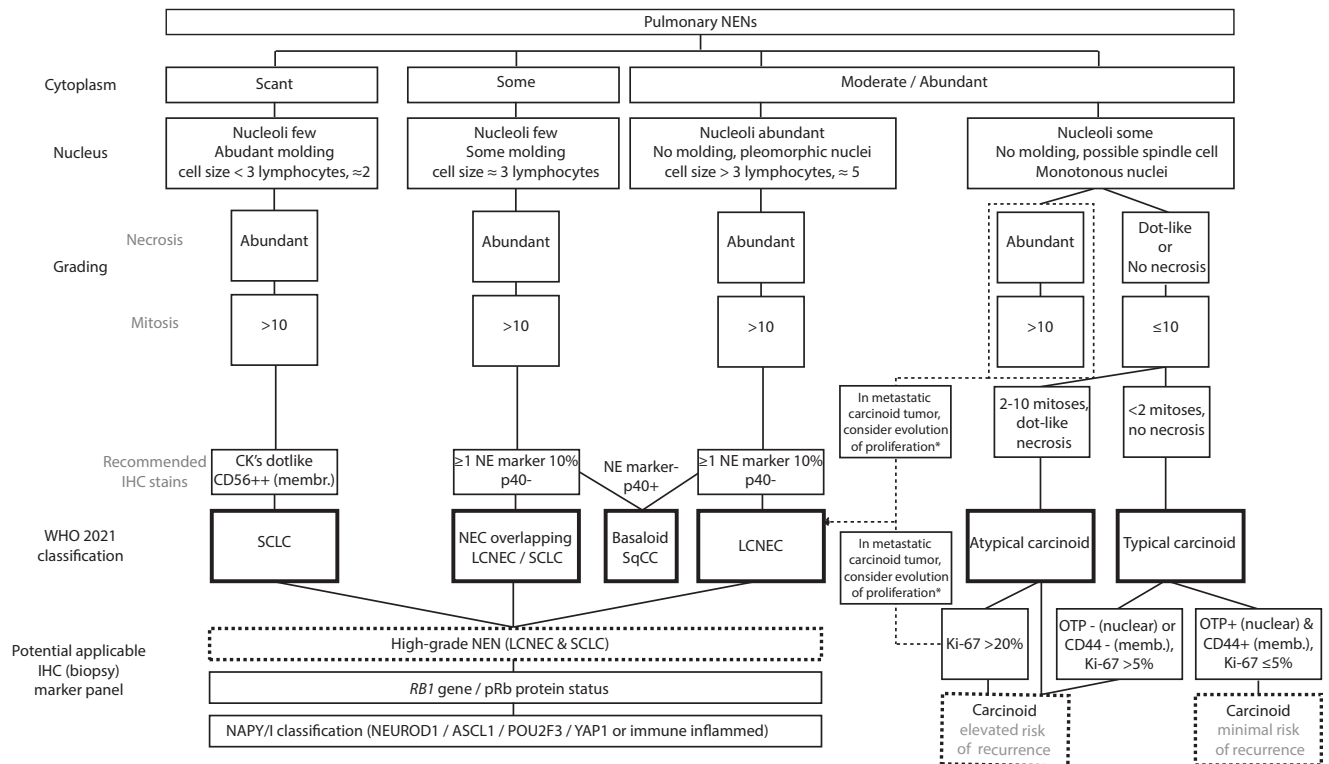 Pulmonary NENs
Cytoplasm
Scant
Some
Moderate / Abundant
Nucleus
Nucleoli few
Abudant molding
cell size < 3 lymphocytes, ≈2
Nucleoli few
Some molding
cell size ≈ 3 lymphocytes
Nucleoli abundant
No molding, pleomorphic nuclei
cell size > 3 lymphocytes, ≈ 5
Nucleoli some
No molding, possible spindle cell
Monotonous nuclei
Necrosis
Grading
Mitosis
Abundant
Abundant
Abundant
Abundant
Dot-like
or
No necrosis
>10
>10
>10
>10
≤10
In metastatic
carcinoid tumor,
consider evolution
of proliferation*
2-10 mitoses,
dot-like
necrosis
<2 mitoses,
no necrosis
Recommended
IHC stains
CK's dotlike
CD56++ (membr.)
≥1 NE marker 10%
p40-
NE marker-
p40+
≥1 NE marker 10%
p40-
WHO 2021
classification
SCLC
NEC overlapping
LCNEC / SCLC
Basaloid
SqCC
LCNEC
In metastatic
carcinoid tumor,
consider evolution
of proliferation*
Atypical carcinoid
Typical carcinoid
Potential applicable
IHC (biopsy)
marker panel
High-grade NEN (LCNEC & SCLC)
RB1 gene / pRb protein status
NAPY/I classification (NEUROD1 / ASCL1 / POU2F3 / YAP1 or immune inflammed)
Ki-67 >20%
OTP - (nuclear) or
CD44 - (memb.),
Ki-67 >5%
OTP+ (nuclear) &
CD44+ (memb.),
Ki-67 ≤5%
Carcinoid
elevated risk
of recurrence
Carcinoid
minimal risk
of recurrence